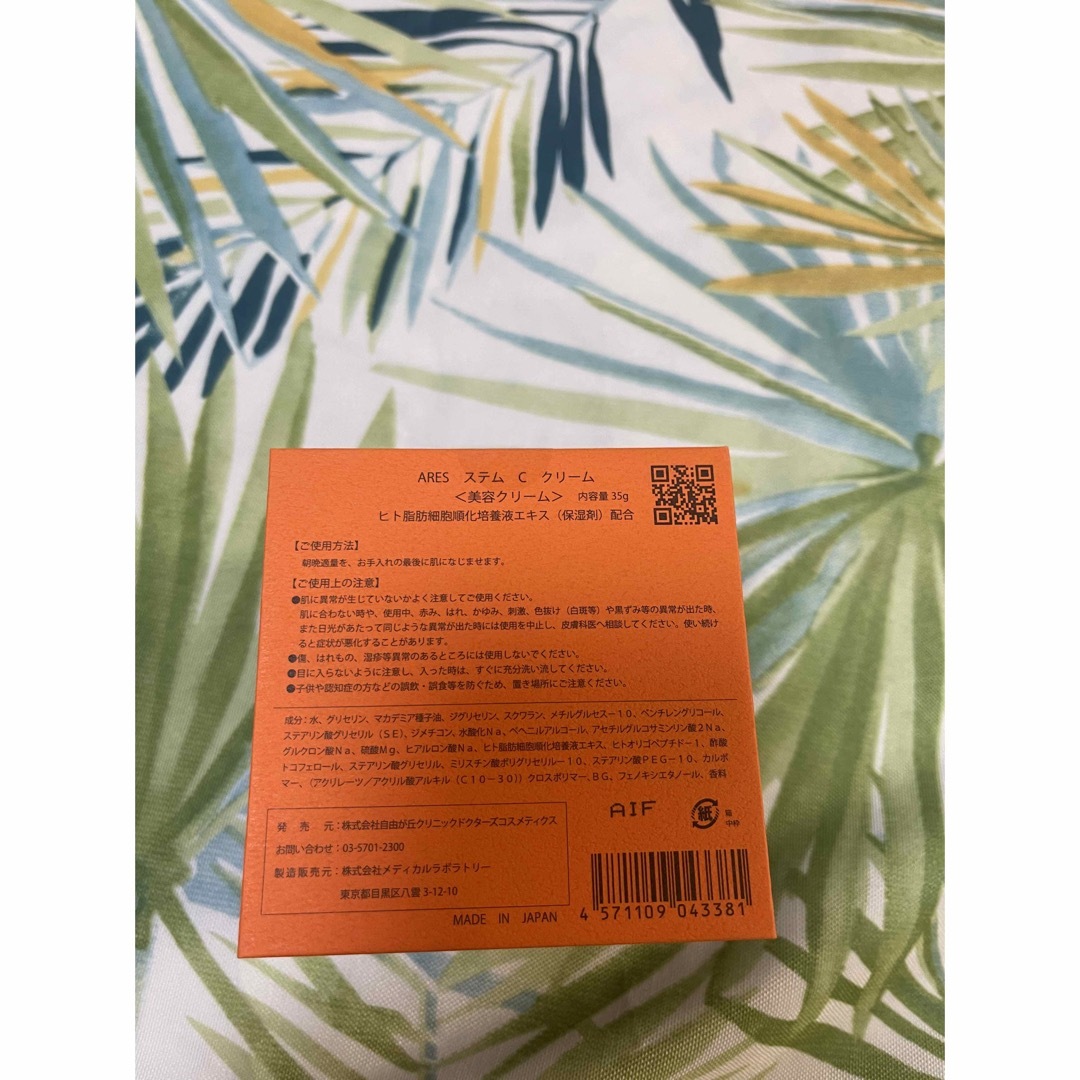 ARES ステム C クリーム
＜美容クリーム＞ 内容量 35g
ヒト脂肪細胞順化培養液エキス（保湿剤）配合
【ご使用方法】
朝晩適量を、お手入れの最後に肌になじませます。
【ご使用上の注意】
●肌に異常が生じていないかよく注意してご使用ください。
肌に合わない時や、使用中、赤み、はれ、かゆみ、刺激、色抜け（白斑等）や黒ずみ等の異常が出た時、
また日光があたって同じような異常が出た時には使用を中止し、皮膚科医へ相談してください。使い続け
ると症状が悪化することがあります。
●傷、はれもの、湿疹等異常のあるところには使用しないでください。
●目に入らないように注意し、入った時は、すぐに充分洗い流してください。
●子供や認知症の方などの誤飲・誤食等を防ぐため、置き場所にご注意ください。
成分：水、グリセリン、マカデミア種子油、ジグリセリン、スクワラン、メチルグルセス－１０、ペンチレングリコール、
ステアリン酸グリセリル（ＳＥ）、ジメチコン、水酸化Ｎａ、ベヘニルアルコール、アセチルグルコサミンリン酸２Ｎａ、
グルクロン酸Ｎａ、硫酸Ｍｇ、ヒアルロン酸Ｎａ、ヒト脂肪細胞順化培養液エキス、ヒトオリゴペプチド－１、酢酸
トコフェロール、ステアリン酸グリセリル、ミリスチン酸ポリグリセリル－１０、ステアリン酸ＰＥＧ－１０、カルボ
マー、（アクリレーツ／アクリル酸アルキル（Ｃ１０－３０））クロスポリマー、ＢＧ、フェノキシエタノール、香料
発売元：株式会社自由が丘クリニックドクターズコスメティクス
お問い合わせ：03-5701-2300
製造販売元：株式会社メディカルラボラトリー
東京都目黒区八雲 3-12-10
AIF
紙
箱
中枠
MADE IN JAPAN
4 571109 043381